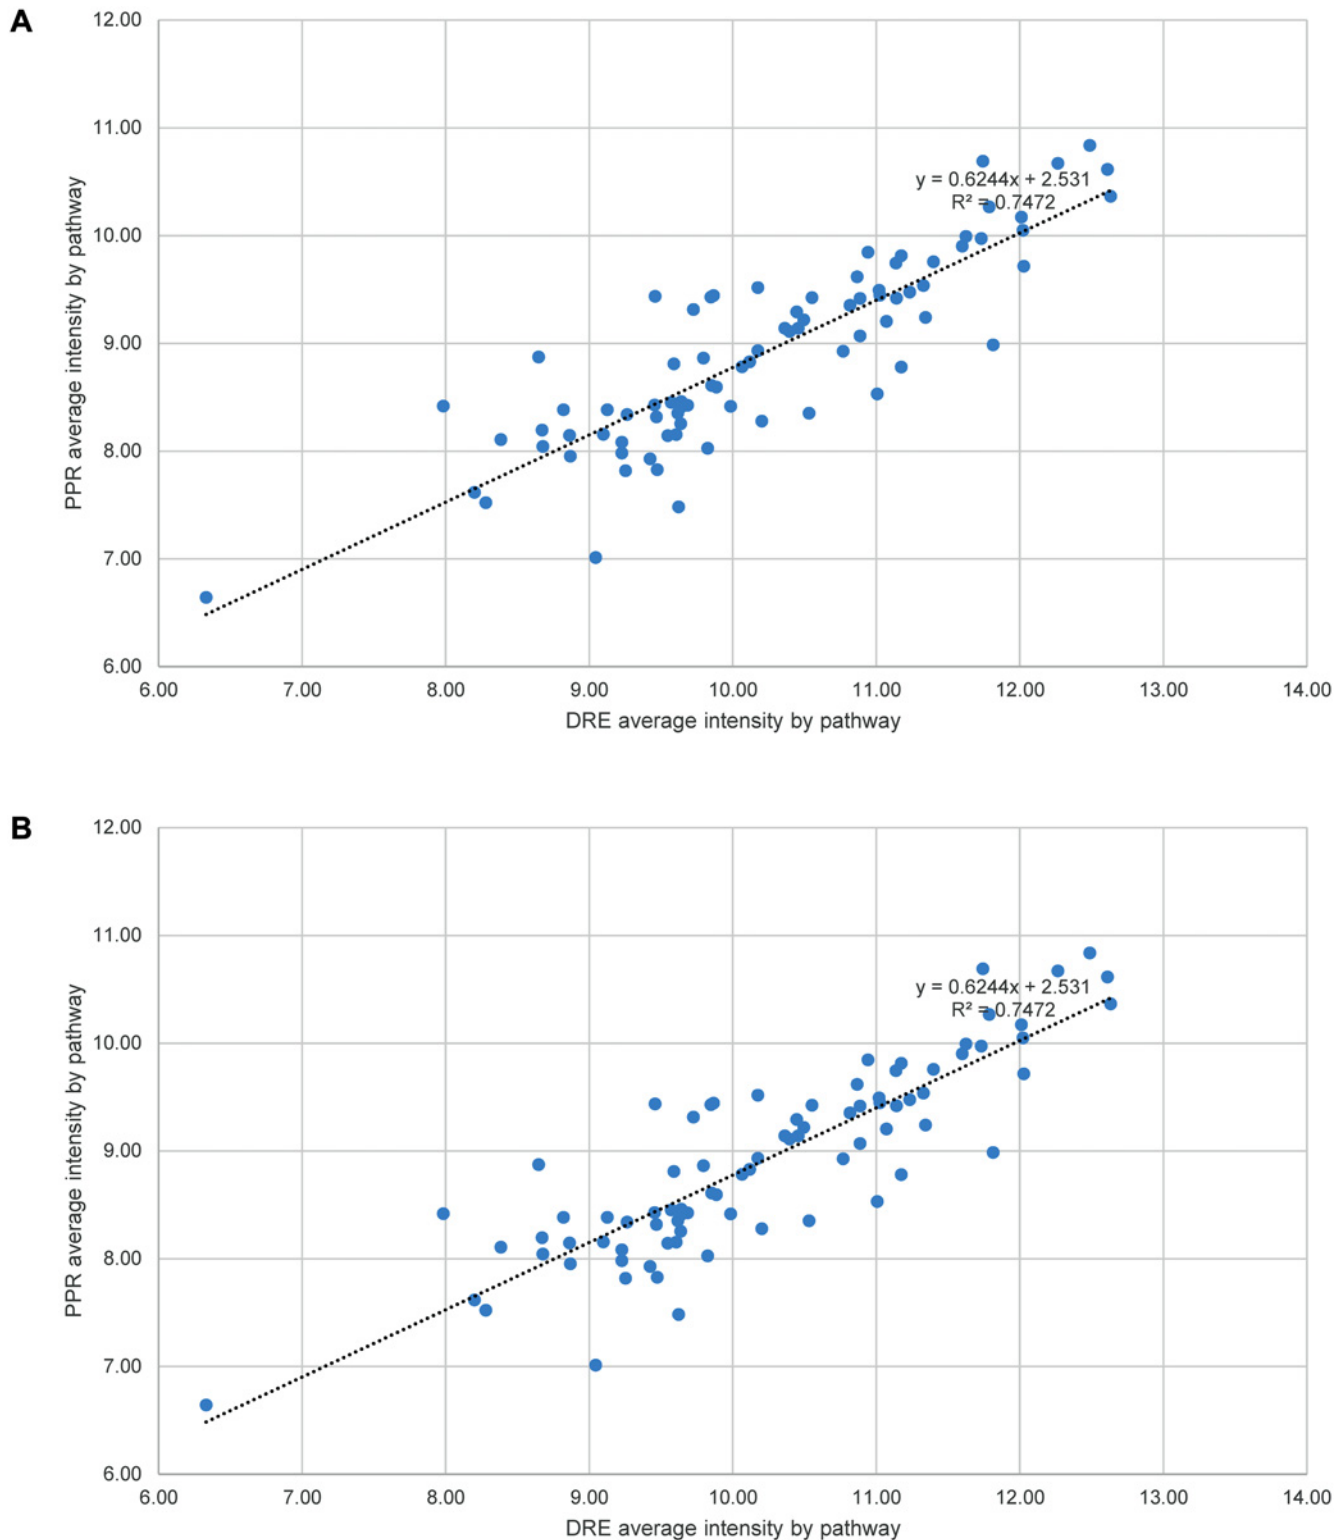 A
12.00
11.00
10.00
9.00
8.00
7.00
6.00
PPR average intensity by pathway
y = 0.6244x + 2.531
R² = 0.7472
6.00 7.00 8.00 9.00 10.00 11.00 12.00 13.00 14.00
DRE average intensity by pathway
B
12.00
11.00
10.00
9.00
8.00
7.00
6.00
PPR average intensity by pathway
y = 0.6244x + 2.531
R² = 0.7472
6.00 7.00 8.00 9.00 10.00 11.00 12.00 13.00 14.00
DRE average intensity by pathway